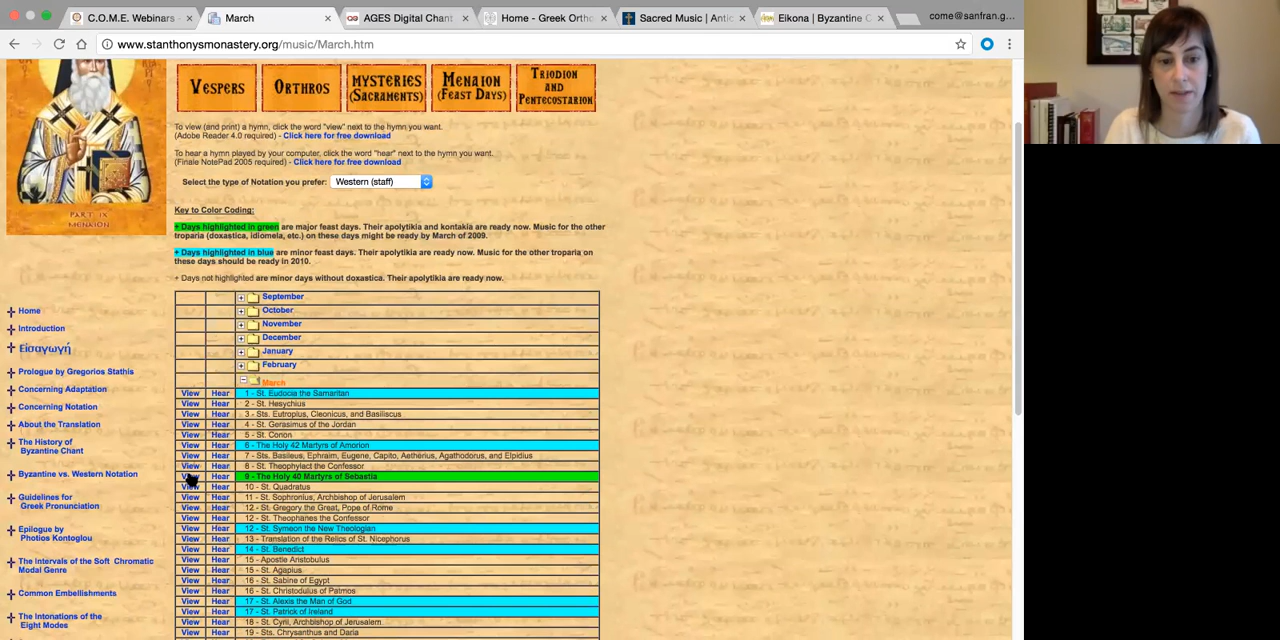 C.O.M.E. Webinars -
March
AGES Digital Chant
Home - Greek Ortho
Sacred Music | Anti
Eikona | Byzantine C
come@sanfran.g...
www.stanthonysmonastery.org/music/March.htm
VESPERS
ORTHROS
MYSTERIES (SACRAMENTS)
MENAION (FEAST DAYS)
TRIODION AND PENTECOSTARION
PART IX
MENAION
To view (and print) a hymn, click the word "view" next to the hymn you want.
(Adobe Reader 4.0 required) - Click here for free download
To hear a hymn played by your computer, click the word "hear" next to the hymn you want.
(Finale NotePad 2005 required) - Click here for free download
Select the type of Notation you prefer: Western (staff)
Key to Color Coding:
+ Days highlighted in green are major feast days. Their apolytikia and kontakia are ready now. Music for the other
troparia (doxastica, idiomela, etc.) on these days might be ready by March of 2009.
+ Days highlighted in blue are minor feast days. Their apolytikia are ready now. Music for the other troparia on
these days should be ready in 2010.
+ Days not highlighted are minor days without doxastica. Their apolytikia are ready now.
September
October
November
December
January
February
March
View Hear 1 - St. Eudocia the Samaritan
View Hear 2 - St. Hesychius
View Hear 3 - Sts. Eutropius, Cleonicus, and Basiliscus
View Hear 4 - St. Gerasimus of the Jordan
View Hear 5 - St. Conon
View Hear 6 - The Holy 42 Martyrs of Amorion
View Hear 7 - Sts. Basileus, Ephraim, Eugene, Capito, Aetherius, Agathodorus, and Elpidius
View Hear 8 - St. Theophylact the Confessor
Hear 9 - The Holy 40 Martyrs of Sebastia
View Hear 10 - St. Quadratus
View Hear 11 - St. Sophronius, Archbishop of Jerusalem
View Hear 12 - St. Gregory the Great, Pope of Rome
View Hear 12 - St. Theophanes the Confessor
View Hear 12 - St. Symeon the New Theologian
View Hear 13 - Translation of the Relics of St. Nicephorus
View Hear 14 - St. Benedict
View Hear 15 - Apostle Aristobulus
View Hear 15 - St. Agapius
View Hear 16 - St. Sabine of Egypt
View Hear 16 - St. Christodulus of Patmos
View Hear 17 - St. Alexis the Man of God
View Hear 17 - St. Patrick of Ireland
View Hear 18 - St. Cyril, Archbishop of Jerusalem
View Hear 19 - Sts. Chrysanthus and Daria
Home
Introduction
Εἰσαγωγή
Prologue by Gregorios Stathis
Concerning Adaptation
Concerning Notation
About the Translation
The History of
Byzantine Chant
Byzantine vs. Western Notation
Guidelines for
Greek Pronunciation
Epilogue by
Photios Kontoglou
The Intervals of the Soft Chromatic
Modal Genre
Common Embellishments
The Intonations of the
Eight Modes